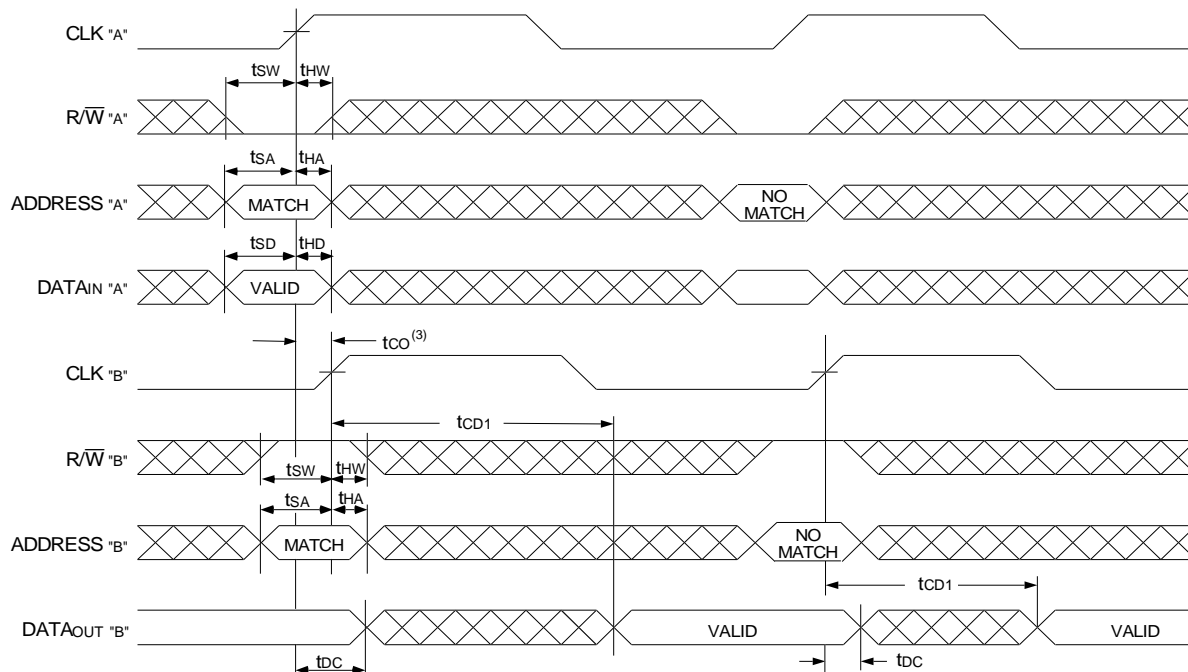 CLK "A"
tSW tHW
R/W̅ "A"
tSA tHA
ADDRESS "A" MATCH NO MATCH
tSD tHD
DATAIN "A" VALID
tCO(3)
CLK "B"
tCD1
R/W̅ "B"
tSW tHW
tSA tHA
ADDRESS "B" MATCH NO MATCH
tCD1
DATAOUT "B" VALID VALID
tDC tDC